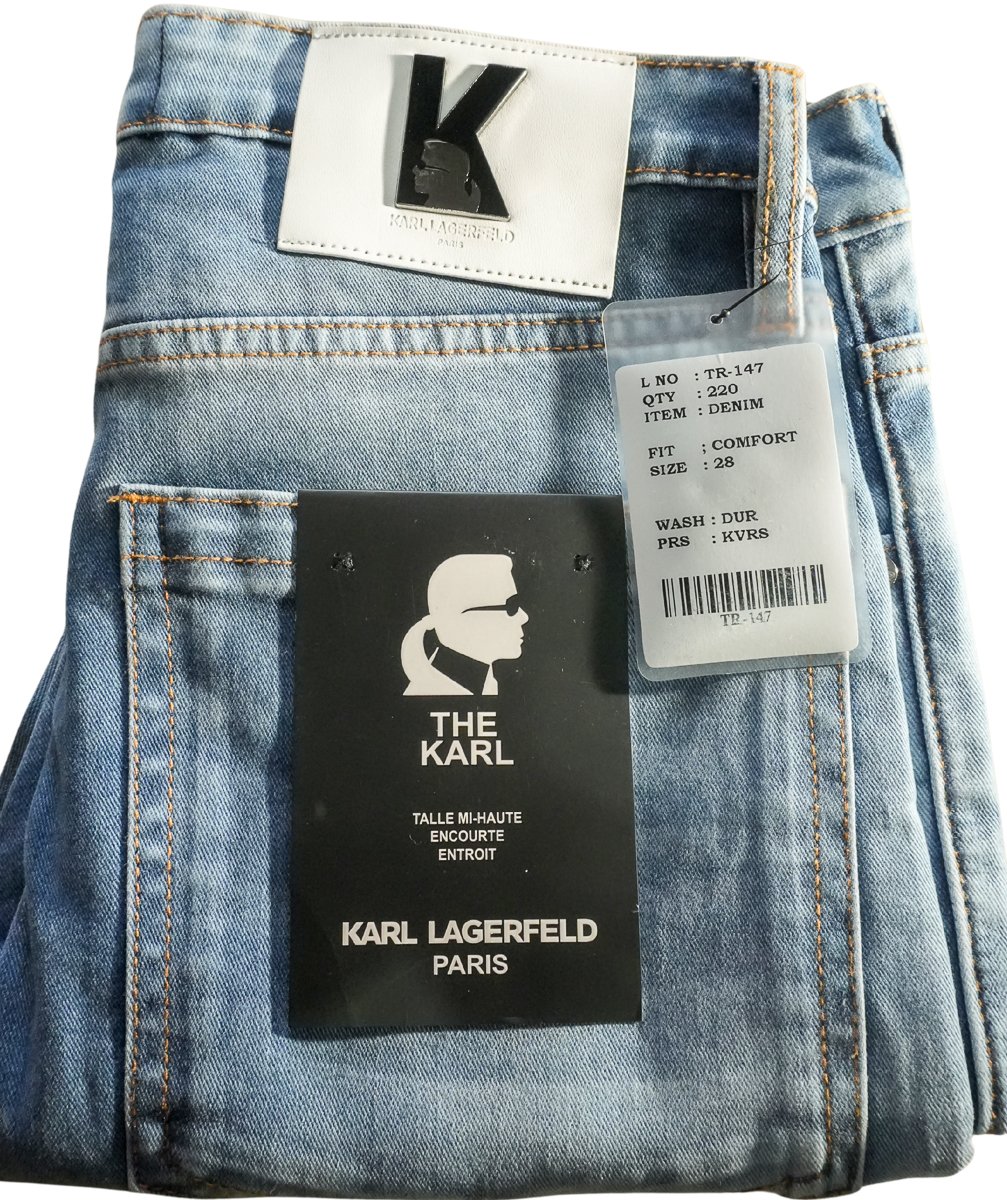 K
KARL LAGERFELD
PARIS
L NO : TR-147
QTY : 220
ITEM : DENIM
FIT ; COMFORT
SIZE : 28
WASH : DUR
PRS : KVRS
TR-147
THE
KARL
TALLE MI-HAUTE
ENCOURTE
ENTROIT
KARL LAGERFELD
PARIS